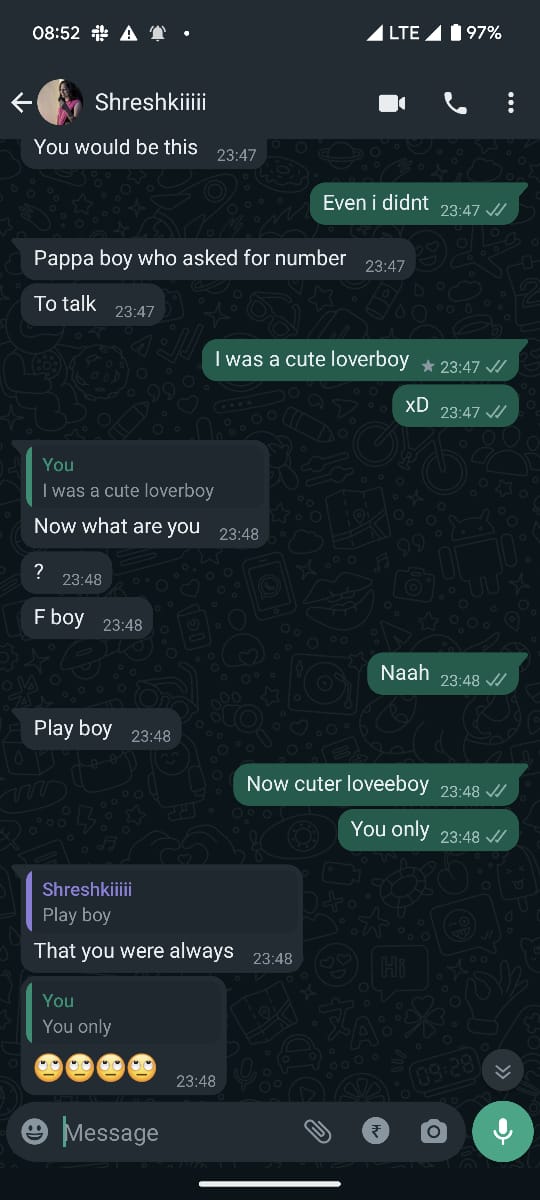 08:52 LTE 97%
Shreshkiiiii
You would be this 23:47
Even i didnt 23:47
Pappa boy who asked for number 23:47
To talk 23:47
I was a cute loverboy 23:47
xD 23:47
You
I was a cute loverboy
Now what are you 23:48
? 23:48
F boy 23:48
Naah 23:48
Play boy 23:48
Now cuter loveeboy 23:48
You only 23:48
Shreshkiiiii
Play boy
That you were always 23:48
You
You only
🙄🙄🙄🙄 23:48
Message